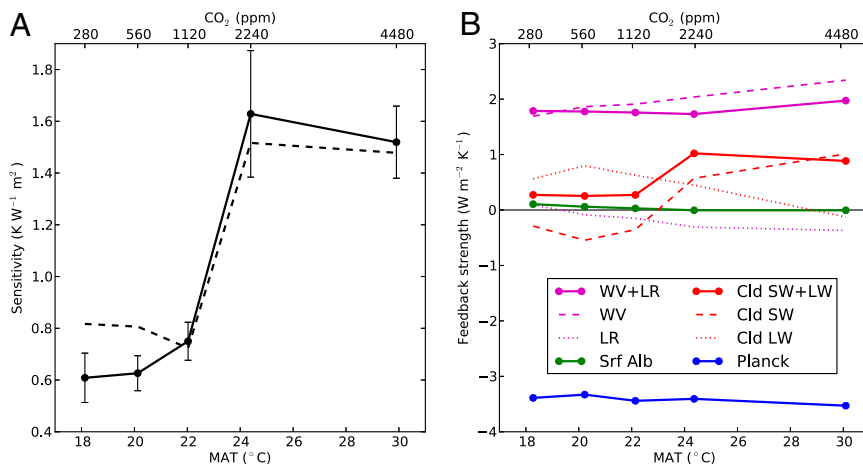 A
CO2 (ppm)
280 560 1120 2240 4480
1.8
1.6
1.4
1.2
1.0
0.8
0.6
0.4
Sensitivity (K W⁻¹ m²)
18 20 22 24 26 28 30
MAT (°C)
B
CO2 (ppm)
280 560 1120 2240 4480
3
2
1
0
−1
−2
−3
−4
Feedback strength (W m⁻² K⁻¹)
WV+LR
WV
LR
Srf Alb
Cld SW+LW
Cld SW
Cld LW
Planck
18 20 22 24 26 28 30
MAT (°C)